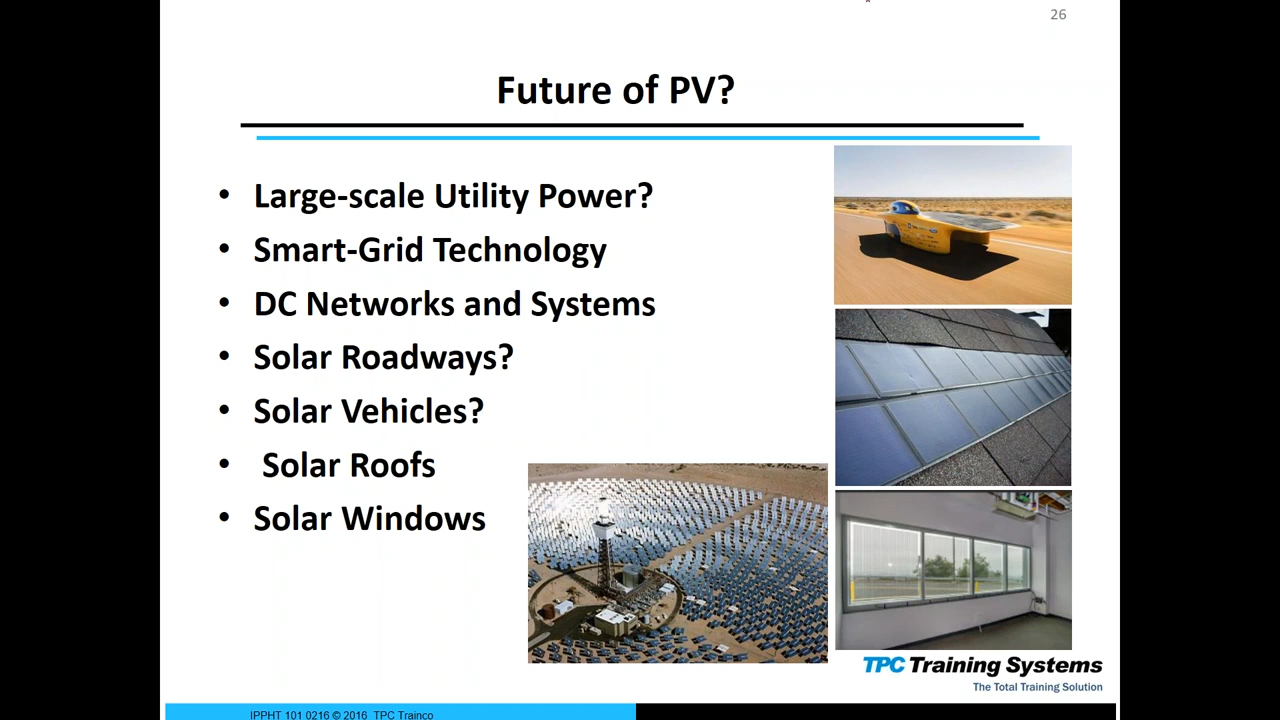 26
Future of PV?
• Large-scale Utility Power?
• Smart-Grid Technology
• DC Networks and Systems
• Solar Roadways?
• Solar Vehicles?
• Solar Roofs
• Solar Windows
TPC Training Systems
The Total Training Solution
IPPHT 101 0216 © 2016 TPC Trainco